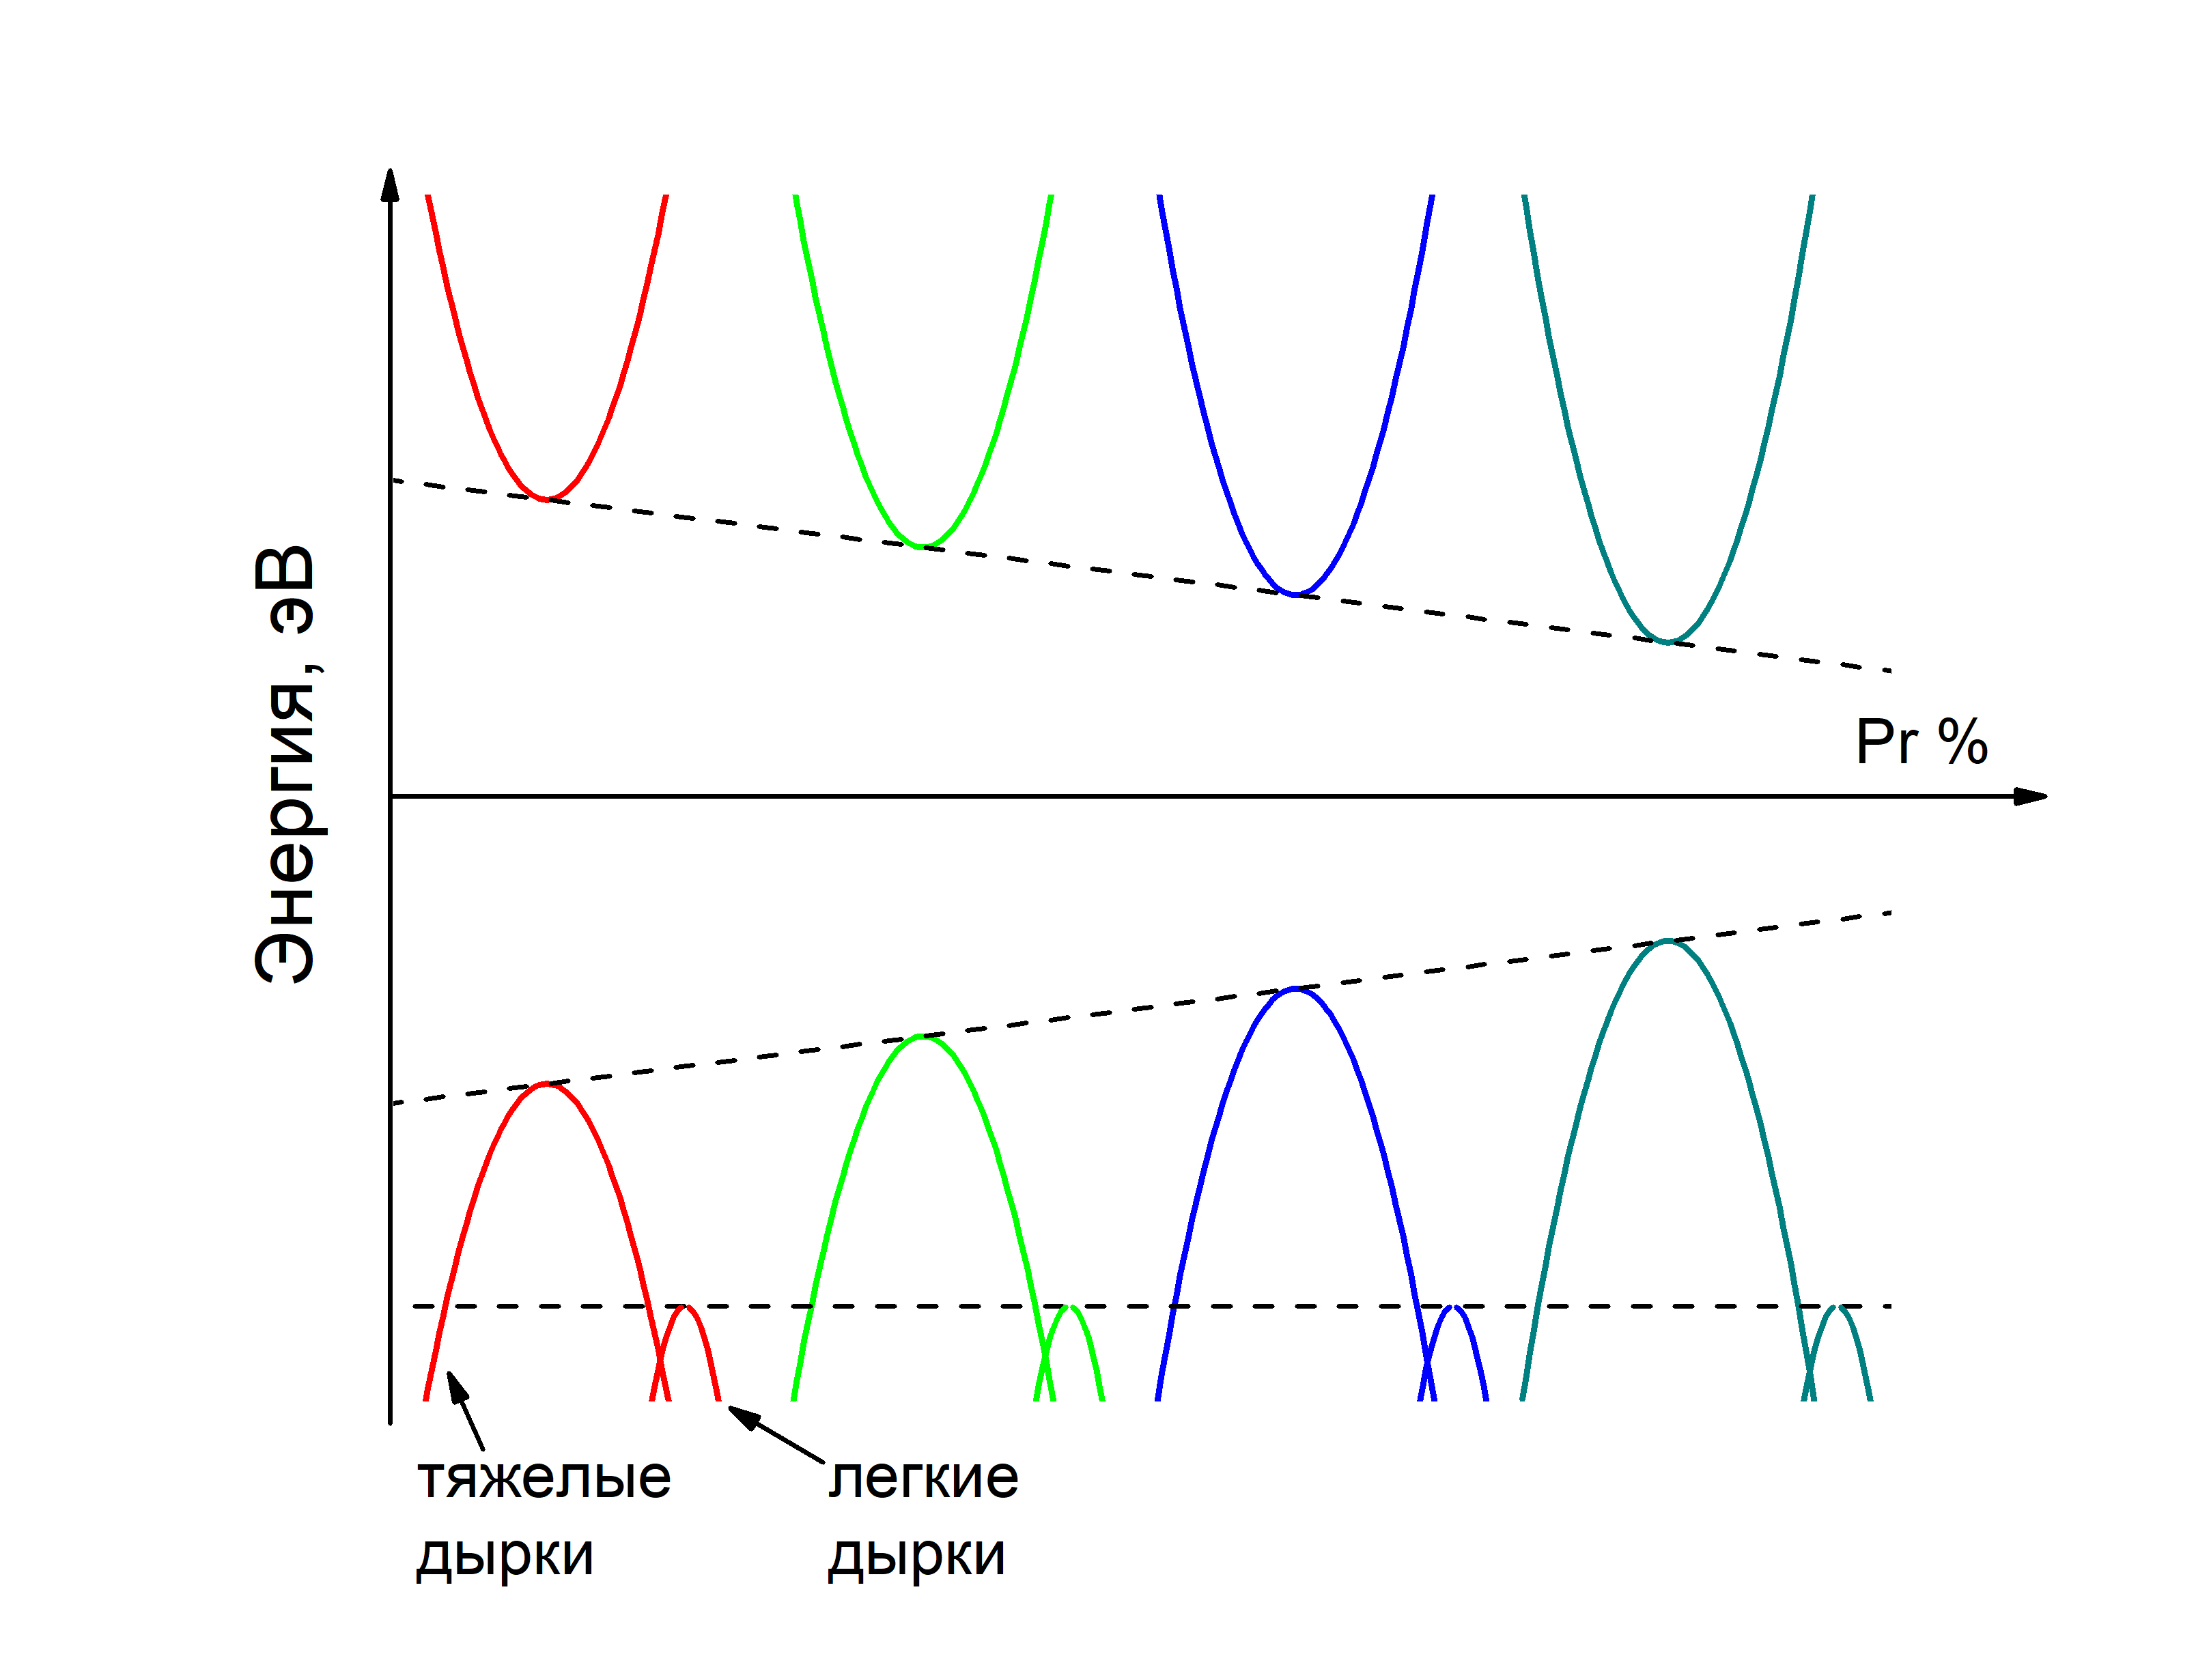 Энергия, эВ
Pr %
тяжелые
дырки
легкие
дырки